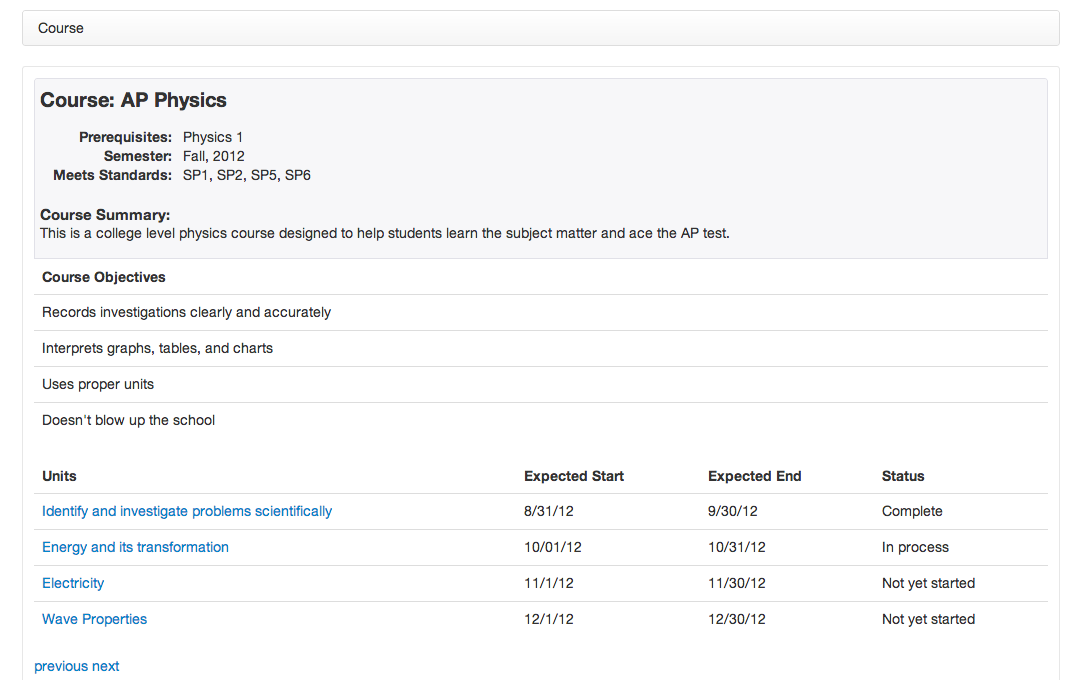 Course
Course: AP Physics
Prerequisites: Physics 1
Semester: Fall, 2012
Meets Standards: SP1, SP2, SP5, SP6
Course Summary:
This is a college level physics course designed to help students learn the subject matter and ace the AP test.
Course Objectives
Records investigations clearly and accurately
Interprets graphs, tables, and charts
Uses proper units
Doesn't blow up the school
Units Expected Start Expected End Status
Identify and investigate problems scientifically 8/31/12 9/30/12 Complete
Energy and its transformation 10/01/12 10/31/12 In process
Electricity 11/1/12 11/30/12 Not yet started
Wave Properties 12/1/12 12/30/12 Not yet started
previous next